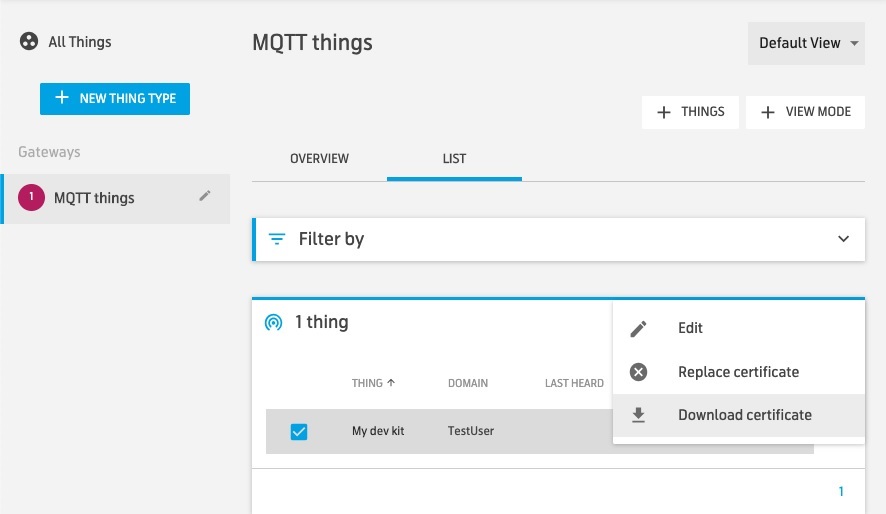 All Things
MQTT things
Default View
+ NEW THING TYPE
+ THINGS
+ VIEW MODE
Gateways
OVERVIEW
LIST
1
MQTT things
Filter by
1 thing
Edit
Replace certificate
Download certificate
THING ↑
DOMAIN
LAST HEARD
My dev kit
TestUser
1